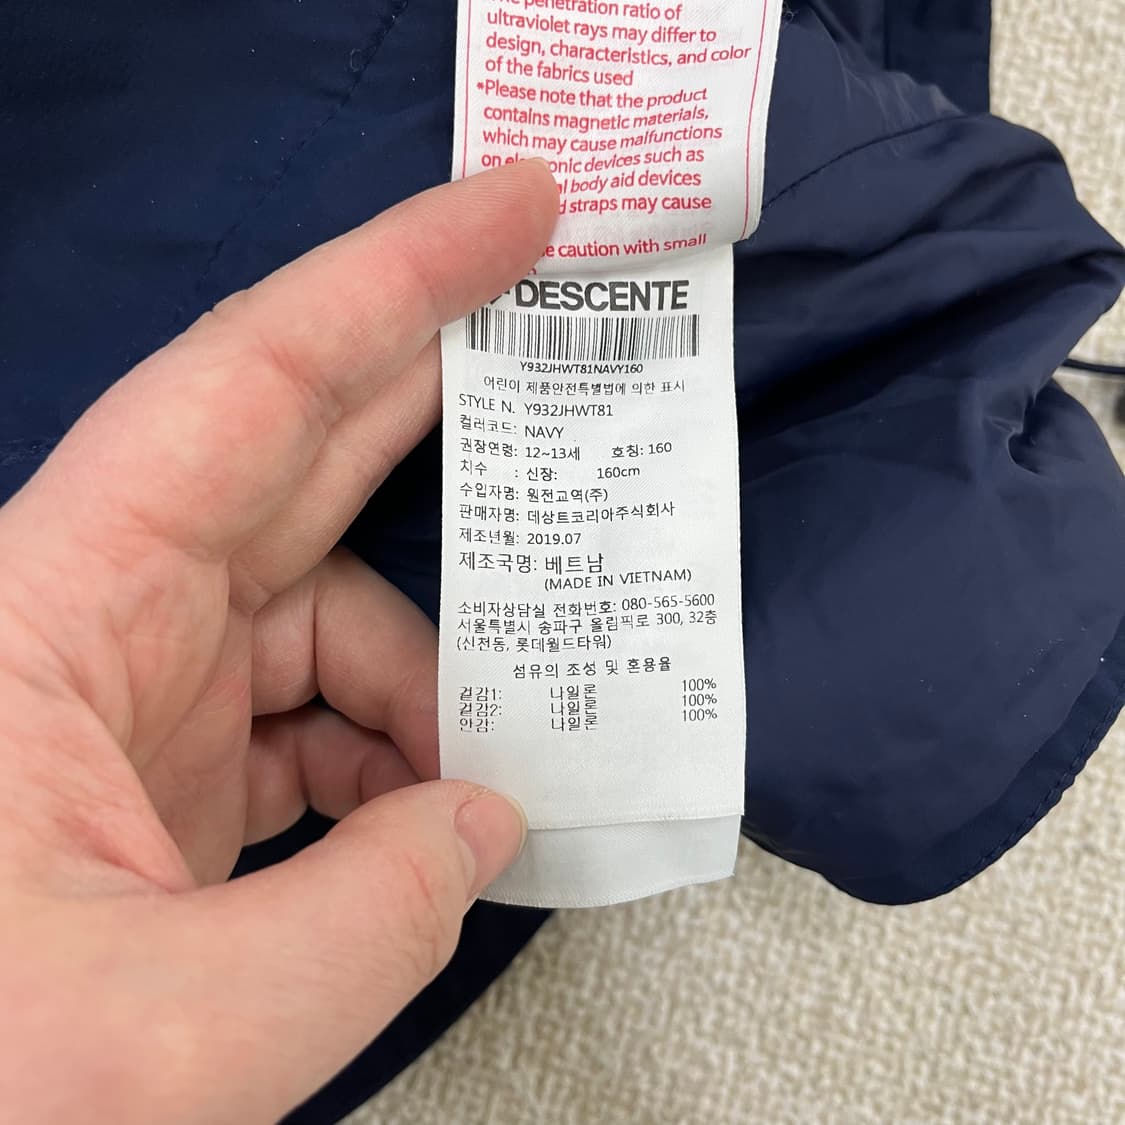 penetration ratio of
ultraviolet rays may differ to
design, characteristics, and color
of the fabrics used
*Please note that the product
contains magnetic materials,
which may cause malfunctions
on devices such as
body aid devices
straps may cause
caution with small
DESCENTE
Y932JHWT81NAVY160
어린이 제품안전특별법에 의한 표시
STYLE N. Y932JHWT81
컬러코드: NAVY
권장연령: 12~13세 호칭: 160
치수 : 신장: 160cm
수입자명: 원전교역(주)
판매자명: 데상트코리아주식회사
제조년월: 2019.07
제조국명: 베트남
(MADE IN VIETNAM)
소비자상담실 전화번호: 080-565-5600
서울특별시 송파구 올림픽로 300, 32층
(신천동, 롯데월드타워)
섬유의 조성 및 혼용율
겉감1: 나일론 100%
겉감2: 나일론 100%
안감: 나일론 100%